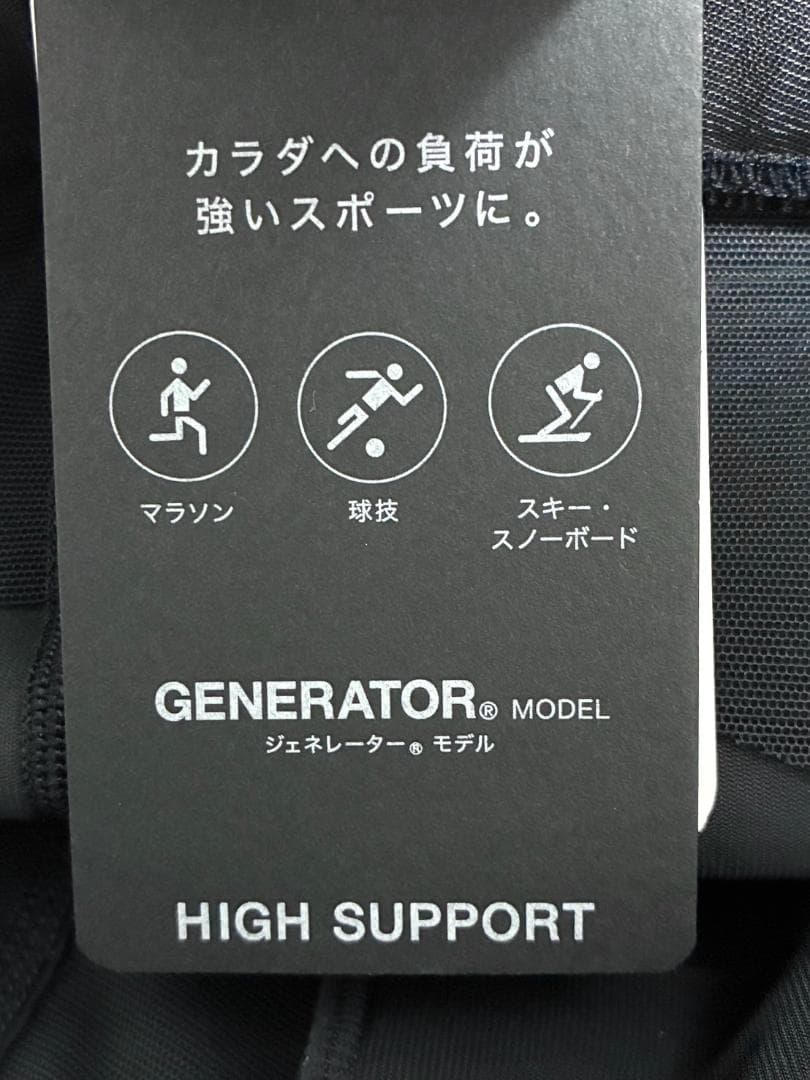 カラダへの負荷が
強いスポーツに。
マラソン
球技
スキー・
スノーボード
GENERATOR® MODEL
ジェネレーター® モデル
HIGH SUPPORT